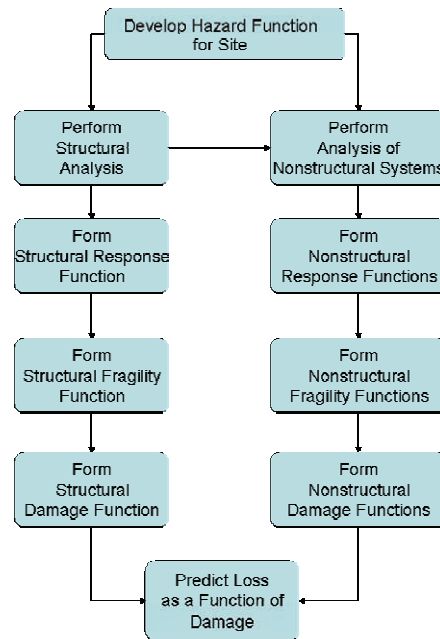 Develop Hazard Function
for Site
Perform
Structural
Analysis
Perform
Analysis of
Nonstructural Systems
Form
Structural Response
Function
Form
Nonstructural
Response Functions
Form
Structural Fragility
Function
Form
Nonstructural
Fragility Functions
Form
Structural
Damage Function
Form
Nonstructural
Damage Functions
Predict Loss
as a Function of
Damage